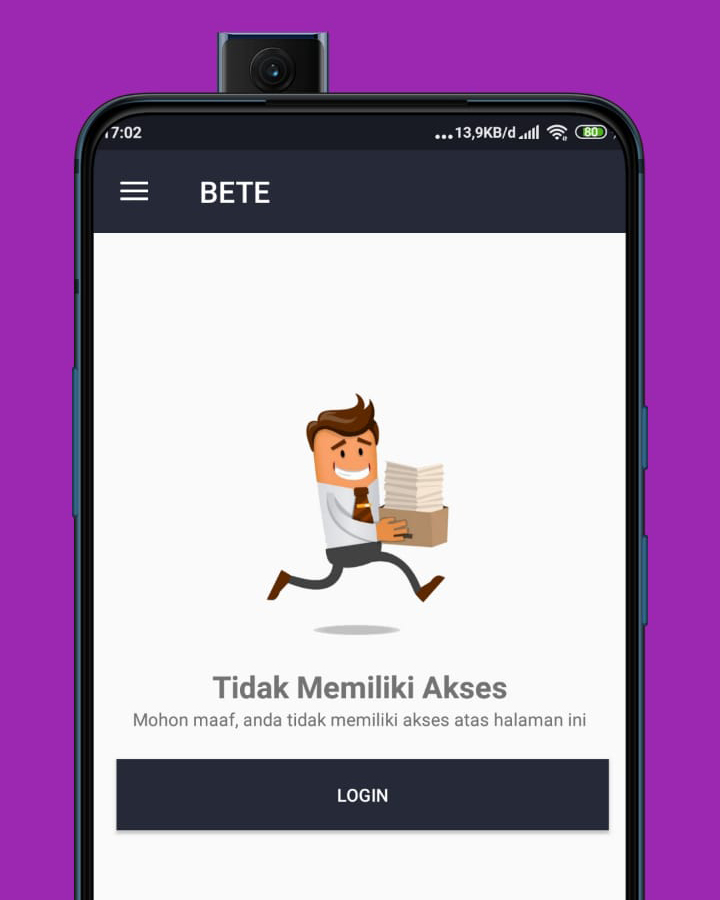 17:02
...13,9KB/d
80
BETE
Tidak Memiliki Akses
Mohon maaf, anda tidak memiliki akses atas halaman ini
LOGIN